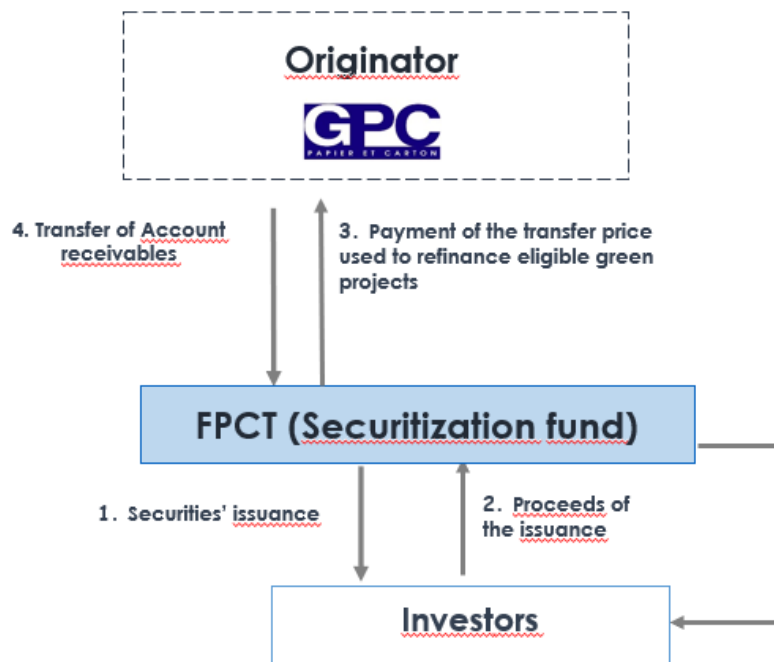 Originator
GPC
PAPIER ET CARTON
4. Transfer of Account
receivables
3. Payment of the transfer price
used to refinance eligible green
projects
FPCT (Securitization fund)
1. Securities' issuance
2. Proceeds of
the issuance
Investors